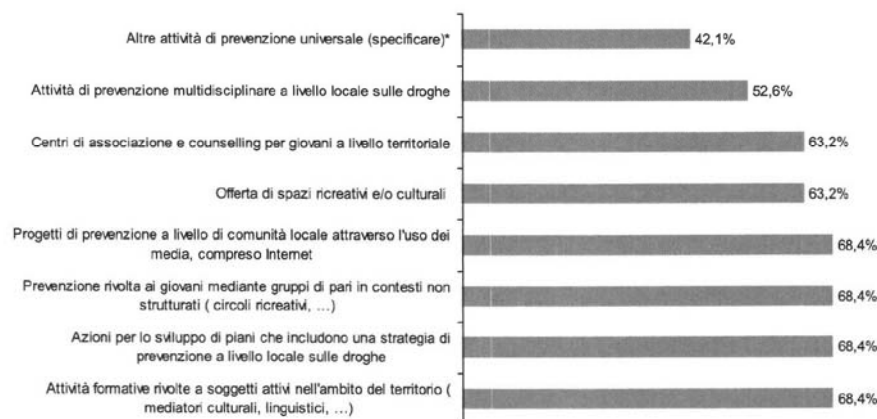 Altre attività di prevenzione universale (specificare)*
42,1%
Attività di prevenzione multidisciplinare a livello locale sulle droghe
52,6%
Centri di associazione e counselling per giovani a livello territoriale
63,2%
Offerta di spazi ricreativi e/o culturali
63,2%
Progetti di prevenzione a livello di comunità locale attraverso l'uso dei
media, compreso Internet
68,4%
Prevenzione rivolta ai giovani mediante gruppi di pari in contesti non
strutturati ( circoli ricreativi, ...)
68,4%
Azioni per lo sviluppo di piani che includono una strategia di
prevenzione a livello locale sulle droghe
68,4%
Attività formative rivolte a soggetti attivi nell'ambito del territorio (
mediatori culturali, linguistici, ...)
68,4%